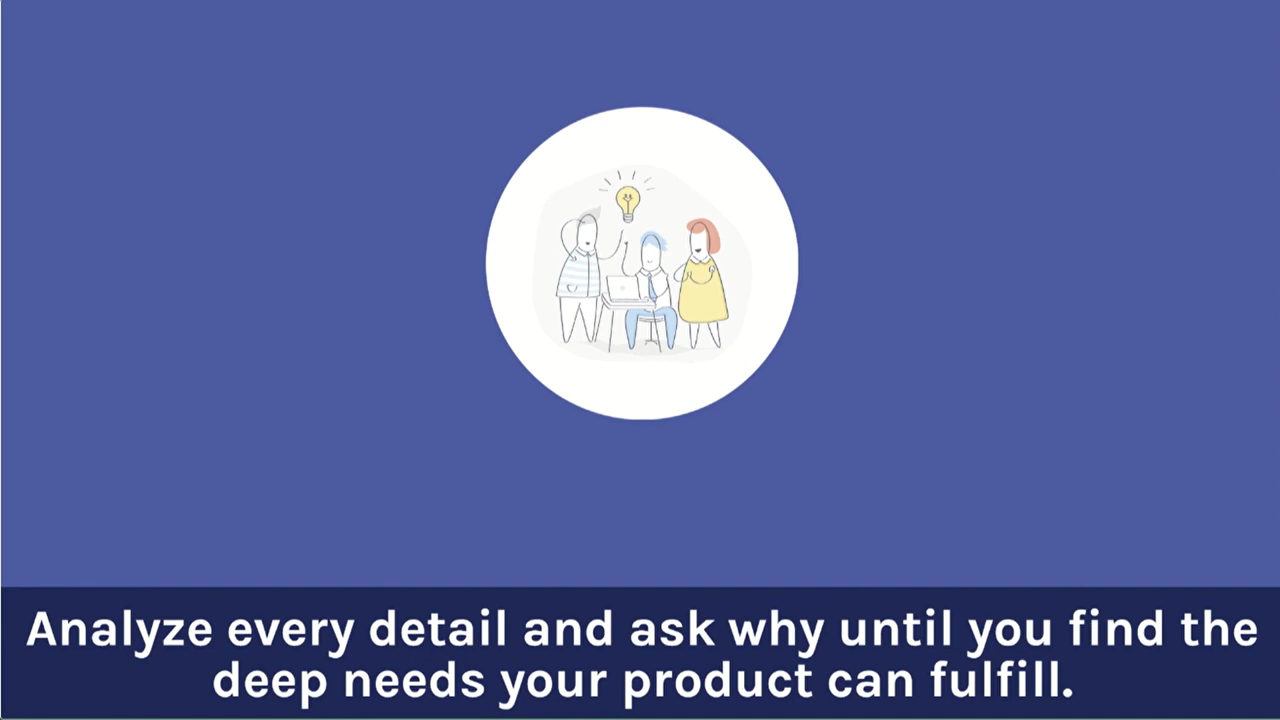 Analyze every detail and ask why until you find the
deep needs your product can fulfill.